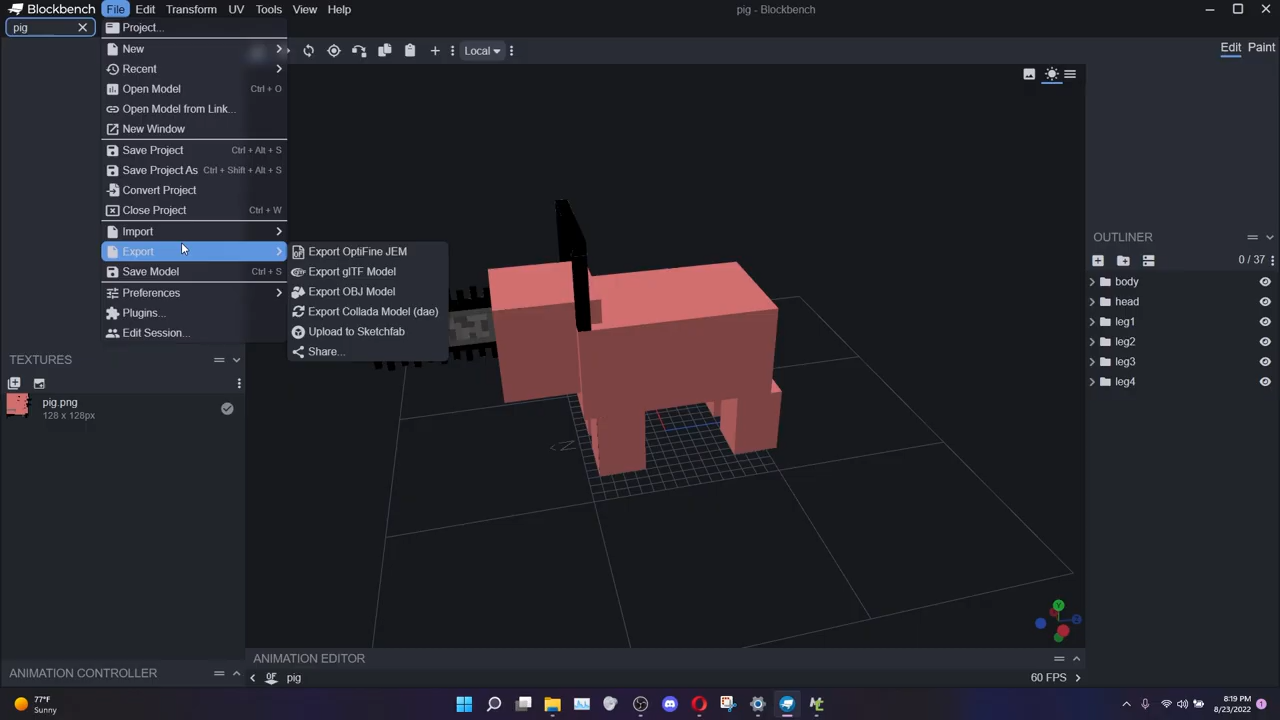 Blockbench
File Edit Transform UV Tools View Help
pig - Blockbench
pig
Project...
New
Recent
Open Model Ctrl + O
Open Model from Link...
New Window
Save Project Ctrl + Alt + S
Save Project As Ctrl + Shift + Alt + S
Convert Project
Close Project Ctrl + W
Import
Export
Save Model Ctrl + S
Preferences
Plugins...
Edit Session...
Export OptiFine JEM
Export glTF Model
Export OBJ Model
Export Collada Model (dae)
Upload to Sketchfab
Share...
Local
Edit Paint
OUTLINER
0 / 37
body
head
leg1
leg2
leg3
leg4
TEXTURES
pig.png
128 x 128px
N
Y
Z
ANIMATION CONTROLLER
ANIMATION EDITOR
OF pig
60 FPS
77°F
Sunny
8:19 PM
8/23/2022
1